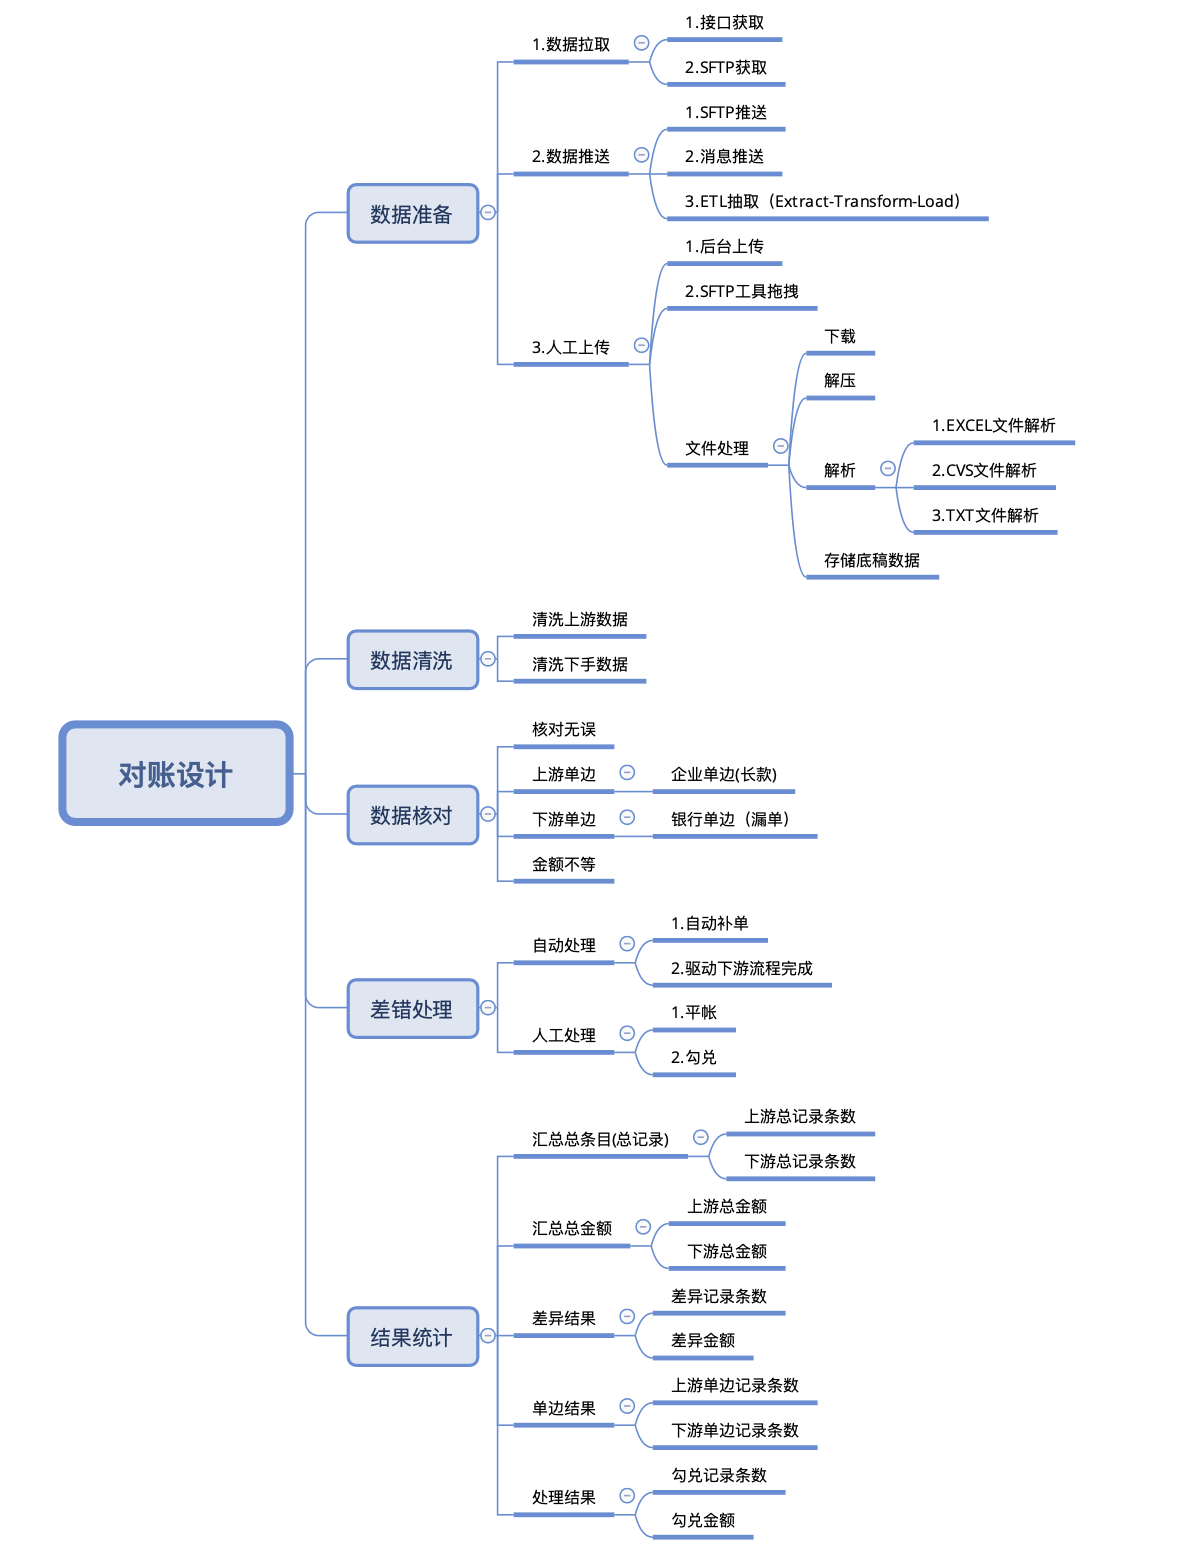 对账设计
数据准备
1.数据拉取
1.接口获取
2.SFTP获取
2.数据推送
1.SFTP推送
2.消息推送
3.ETL抽取（Extract-Transform-Load）
3.人工上传
1.后台上传
2.SFTP工具拖拽
文件处理
下载
解压
解析
1.EXCEL文件解析
2.CVS文件解析
3.TXT文件解析
存储底稿数据
数据清洗
清洗上游数据
清洗下手数据
数据核对
核对无误
上游单边
企业单边(长款)
下游单边
银行单边（漏单）
金额不等
差错处理
自动处理
1.自动补单
2.驱动下游流程完成
人工处理
1.平帐
2.勾兑
结果统计
汇总总条目(总记录)
上游总记录条数
下游总记录条数
汇总总金额
上游总金额
下游总金额
差异结果
差异记录条数
差异金额
单边结果
上游单边记录条数
下游单边记录条数
处理结果
勾兑记录条数
勾兑金额